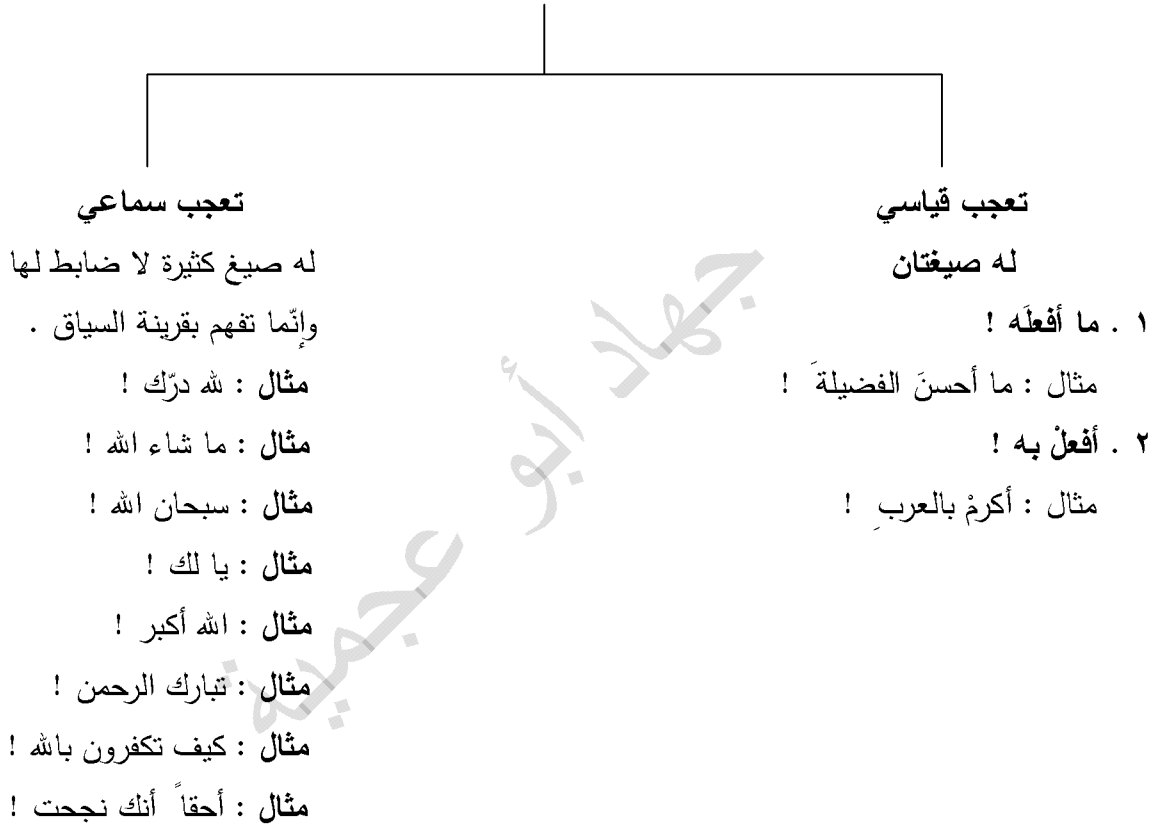 تعجب قياسي
له صيغتان
١ . ما أفعلَه !
مثال : ما أحسنَ الفضيلةَ !
٢ . أفعلْ به !
مثال : أكرمْ بالعربِ !
تعجب سماعي
له صيغ كثيرة لا ضابط لها
وإنّما تفهم بقرينة السياق .
مثال : لله درّك !
مثال : ما شاء الله !
مثال : سبحان الله !
مثال : يا لك !
مثال : الله أكبر !
مثال : تبارك الرحمن !
مثال : كيف تكفرون بالله !
مثال : أحقاً أنك نجحت !
جهاد أبو عجمية